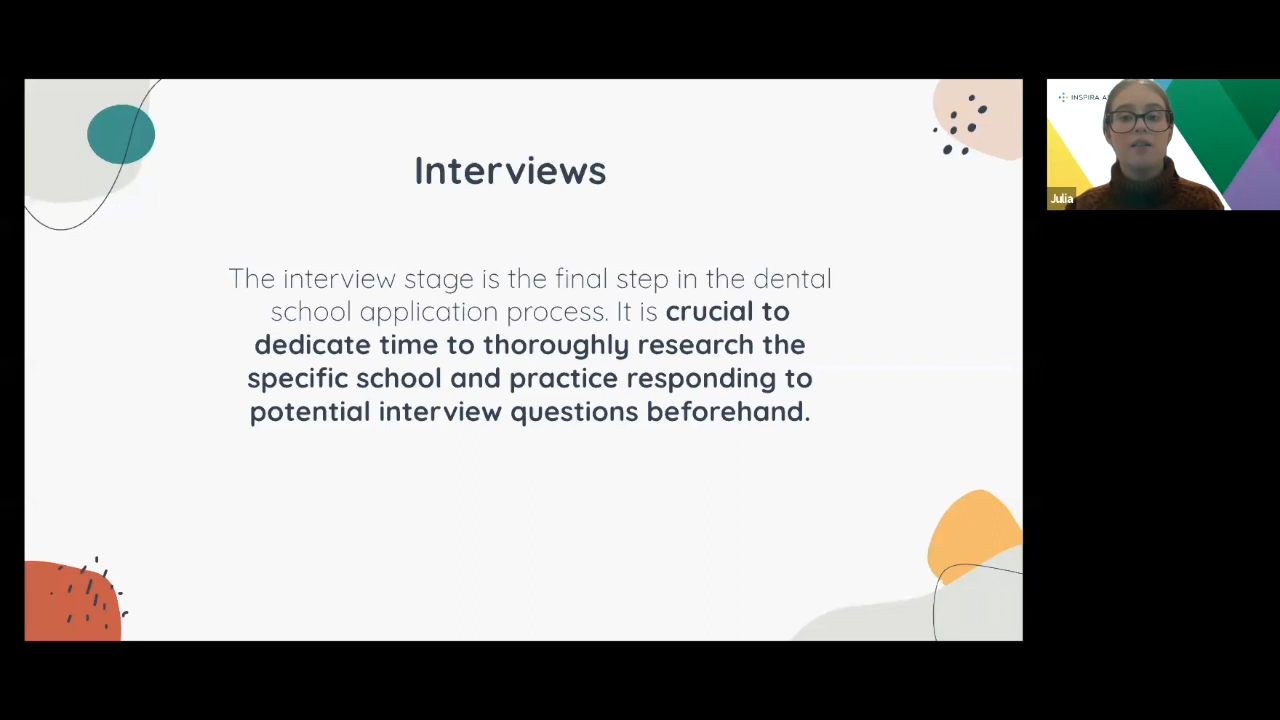 Interviews
The interview stage is the final step in the dental
school application process. It is crucial to
dedicate time to thoroughly research the
specific school and practice responding to
potential interview questions beforehand.
INSPIRA
Julia